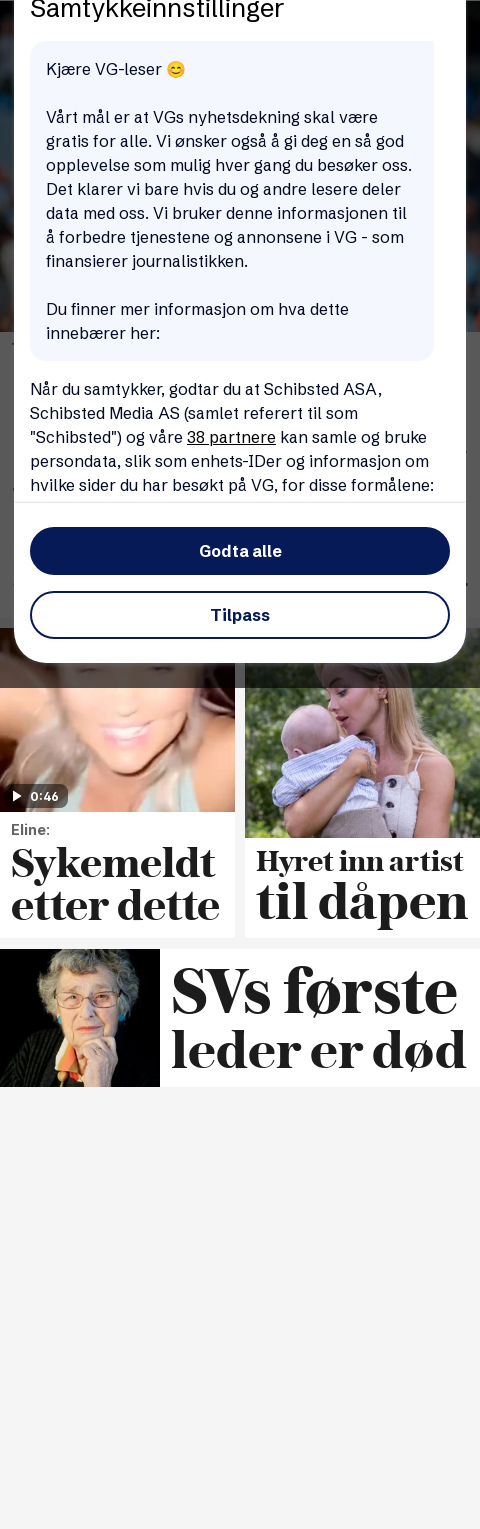 Samtykkeinnstillinger
Kjære VG-leser 😊
Vårt mål er at VGs nyhetsdekning skal være
gratis for alle. Vi ønsker også å gi deg en så god
opplevelse som mulig hver gang du besøker oss.
Det klarer vi bare hvis du og andre lesere deler
data med oss. Vi bruker denne informasjonen til
å forbedre tjenestene og annonsene i VG - som
finansierer journalistikken.
Du finner mer informasjon om hva dette
innebærer her:
Når du samtykker, godtar du at Schibsted ASA,
Schibsted Media AS (samlet referert til som
"Schibsted") og våre 38 partnere kan samle og bruke
persondata, slik som enhets-IDer og informasjon om
hvilke sider du har besøkt på VG, for disse formålene:
Godta alle
Tilpass
0:46
Eline:
Sykemeldt
etter dette
Hyret inn artist
til dåpen
SVs første
leder er død